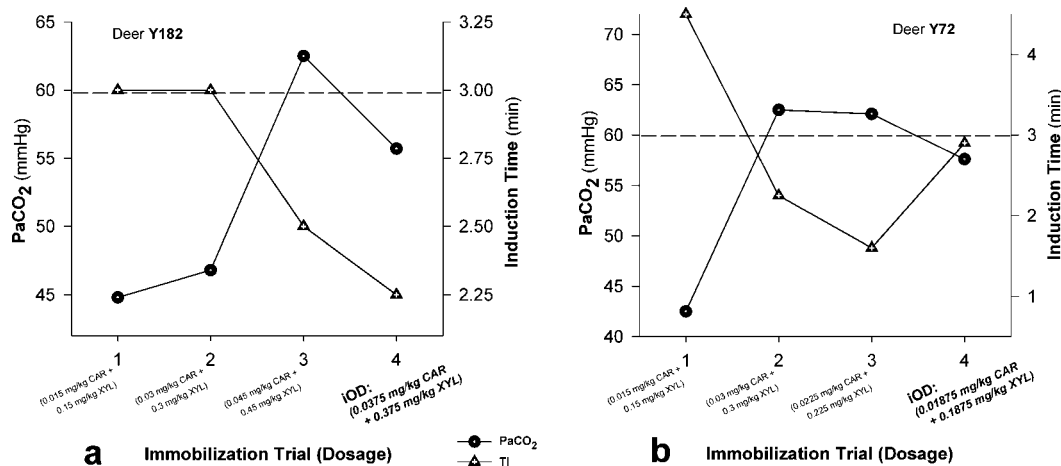 Deer Y182
65
60
55
50
45
PaCO2 (mmHg)
3.25
3.00
2.75
2.50
2.25
Induction Time (min)
1
2
3
4
(0.015 mg/kg CAR +
0.15 mg/kg XYL)
(0.03 mg/kg CAR +
0.3 mg/kg XYL)
(0.045 mg/kg CAR +
0.45 mg/kg XYL)
iOD:
(0.0375 mg/kg CAR
+ 0.375 mg/kg XYL)
a
Immobilization Trial (Dosage)
PaCO2
TI
Deer Y72
70
65
60
55
50
45
40
PaCO2 (mmHg)
4
3
2
1
Induction Time (min)
1
2
3
4
(0.015 mg/kg CAR +
0.15 mg/kg XYL)
(0.03 mg/kg CAR +
0.3 mg/kg XYL)
(0.0225 mg/kg CAR +
0.225 mg/kg XYL)
iOD:
(0.01875 mg/kg CAR
+ 0.1875 mg/kg XYL)
b
Immobilization Trial (Dosage)